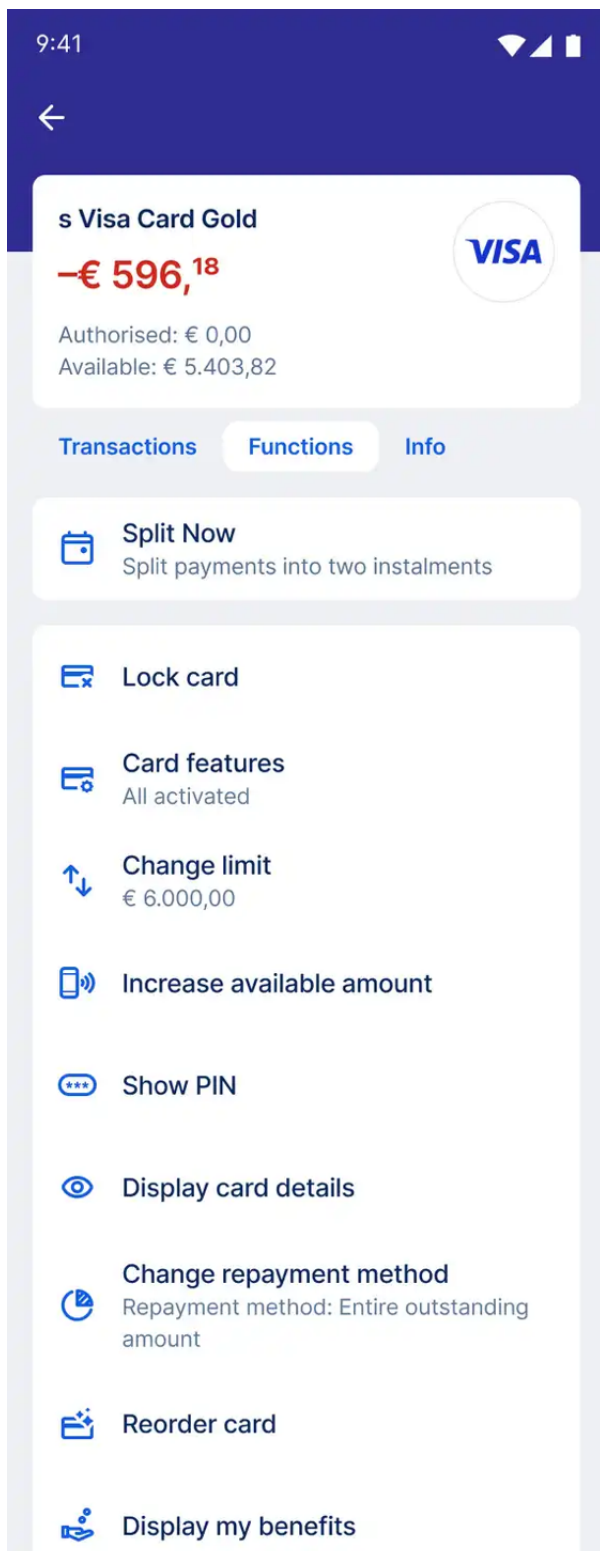 9:41
s Visa Card Gold
–€ 596,18
VISA
Authorised: € 0,00
Available: € 5.403,82
Transactions
Functions
Info
Split Now
Split payments into two instalments
Lock card
Card features
All activated
Change limit
€ 6.000,00
Increase available amount
***
Show PIN
Display card details
Change repayment method
Repayment method: Entire outstanding
amount
Reorder card
Display my benefits